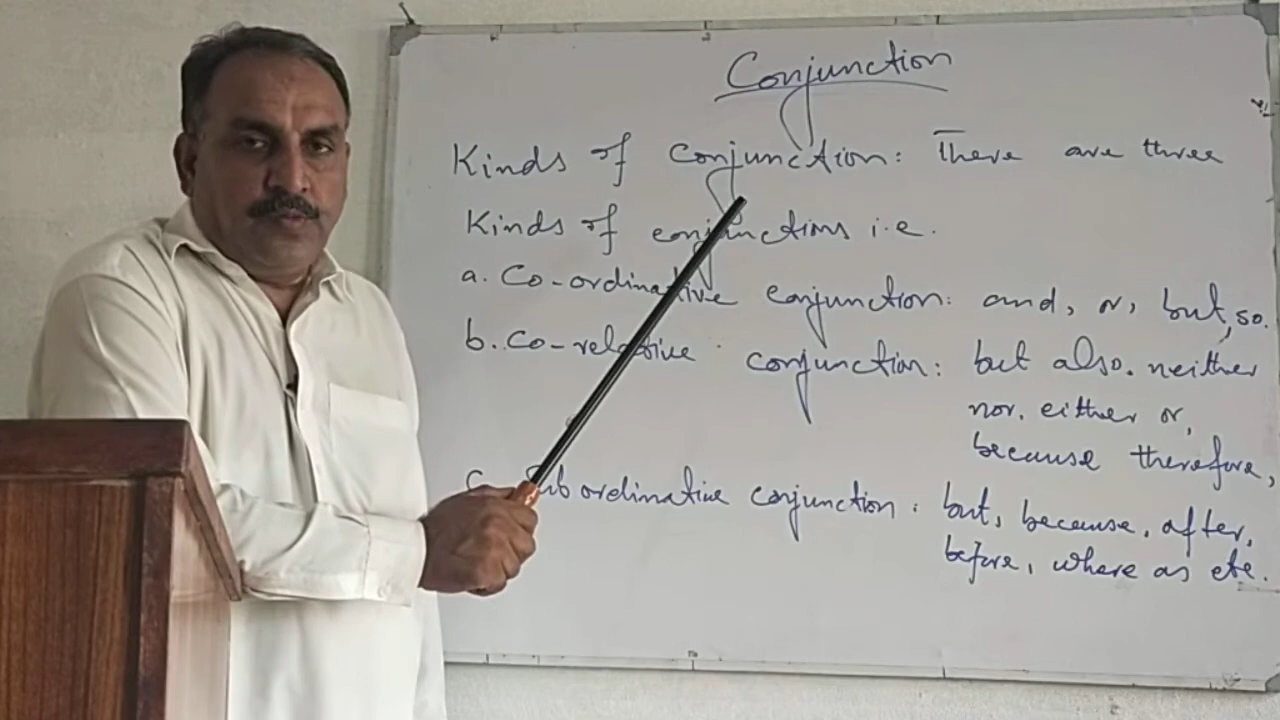 Conjunction
Kinds of Conjunction: There are three
Kinds of conjunctions i.e.
a. Co-ordinative conjunction: and, or, but, so.
b. Co-relative conjunction: but also. neither
nor. either or,
because therefore,
c. Sub ordinative conjunction: but, because, after,
before, where as etc.